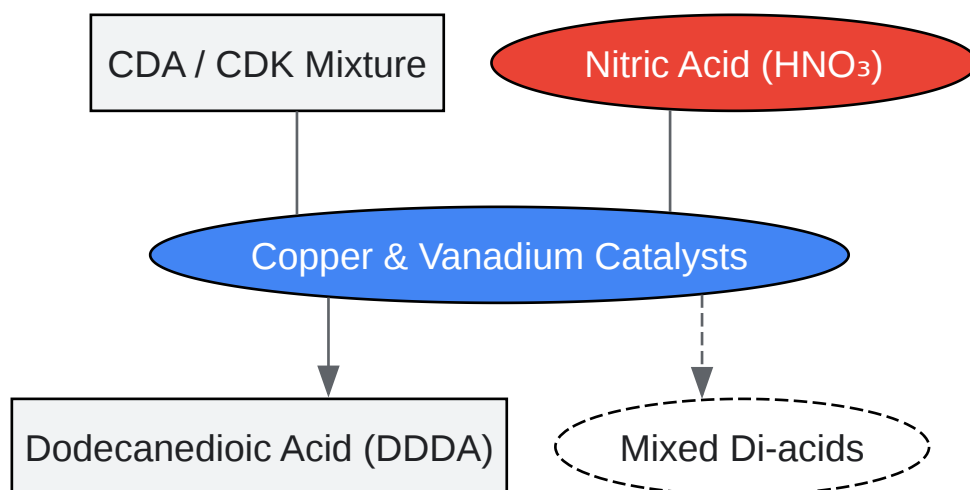 CDA / CDK Mixture
Nitric Acid (HNO₃)
Copper & Vanadium Catalysts
Dodecanedioic Acid (DDDA)
Mixed Di-acids